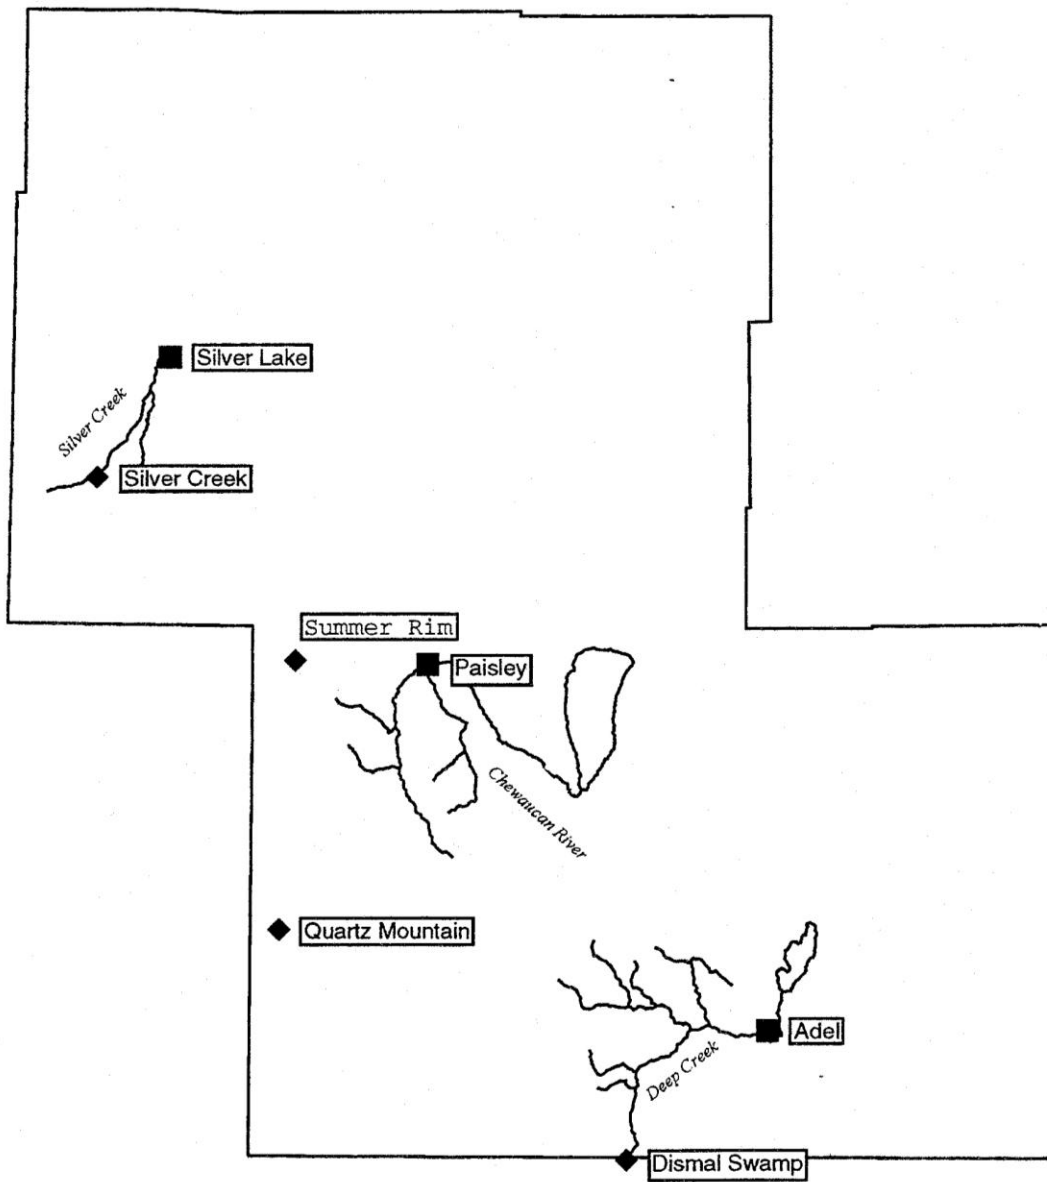 Silver Lake
Silver Creek
Silver Creek
Summer Rim
Paisley
Chewaucan River
Quartz Mountain
Adel
Deep Creek
Dismal Swamp